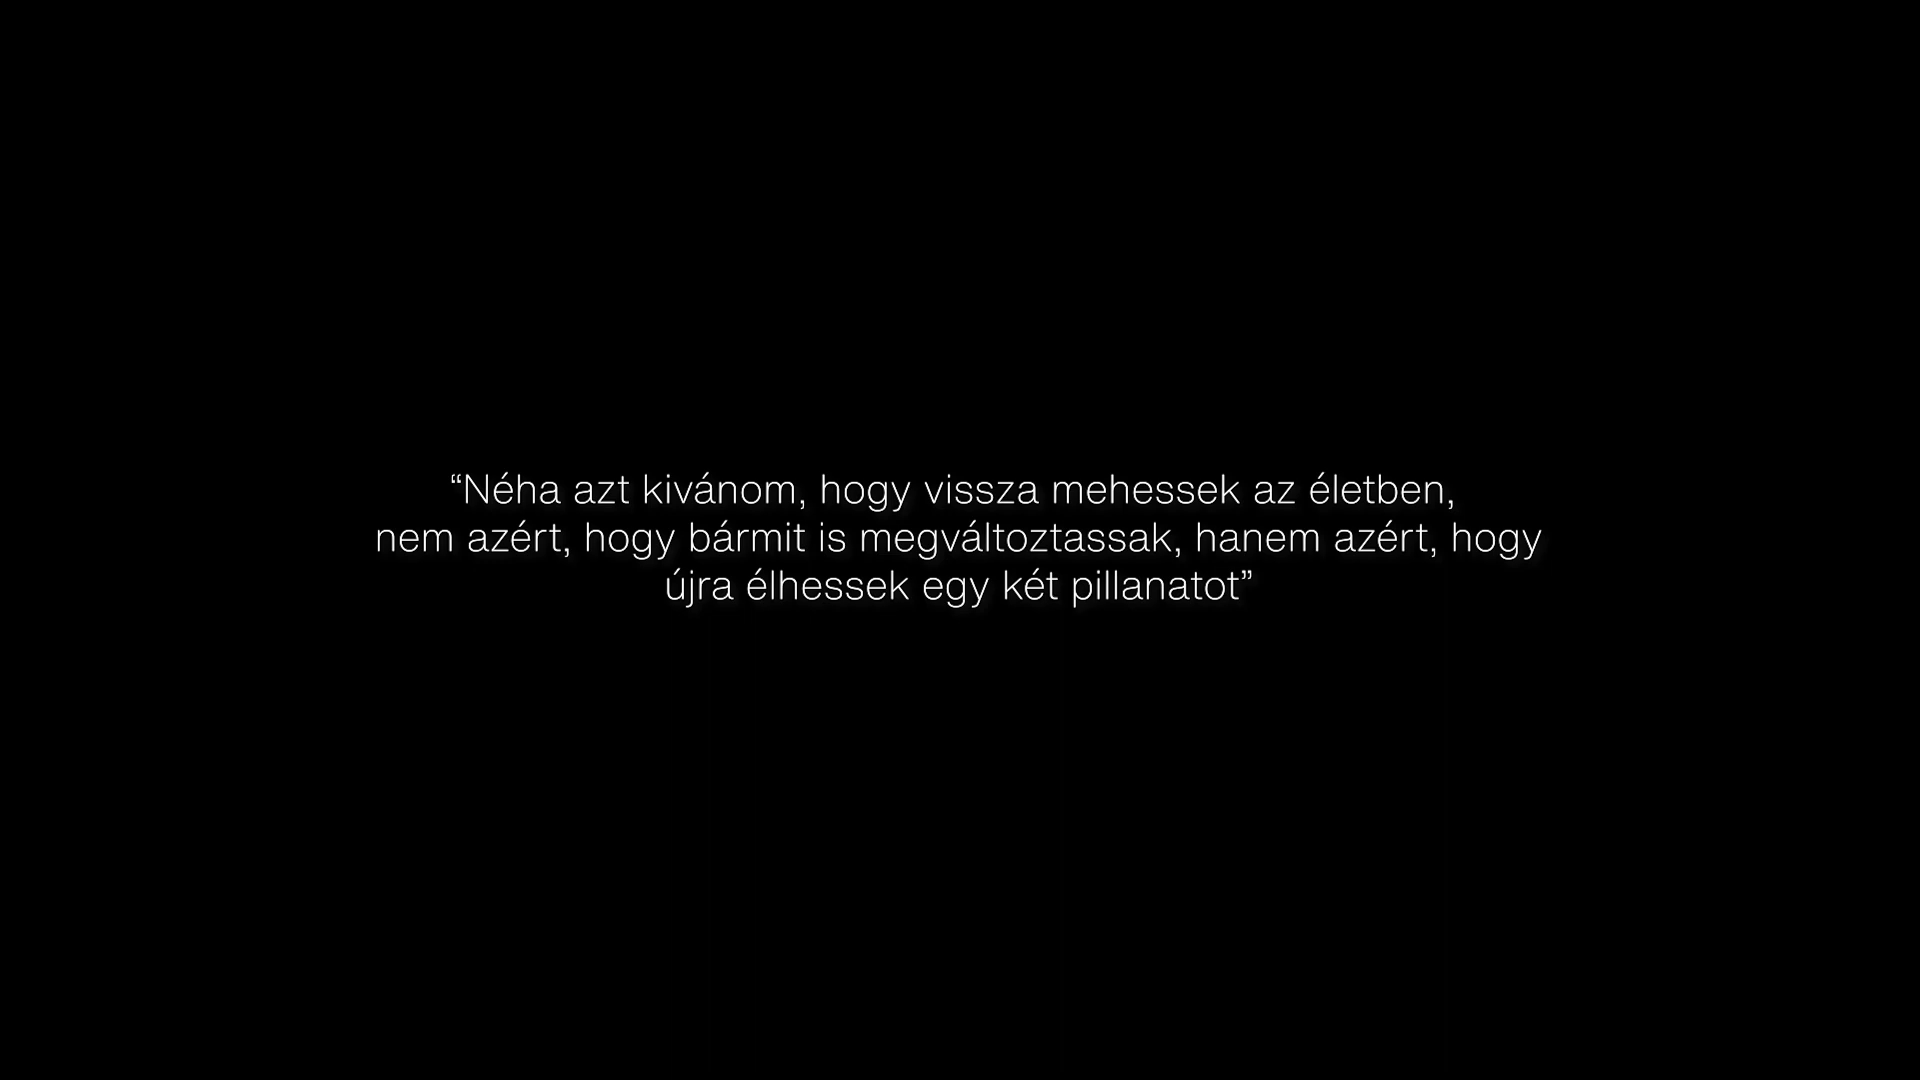 “Néha azt kivánom, hogy vissza mehessek az életben,
nem azért, hogy bármit is megváltoztassak, hanem azért, hogy
újra élhessek egy két pillanatot”